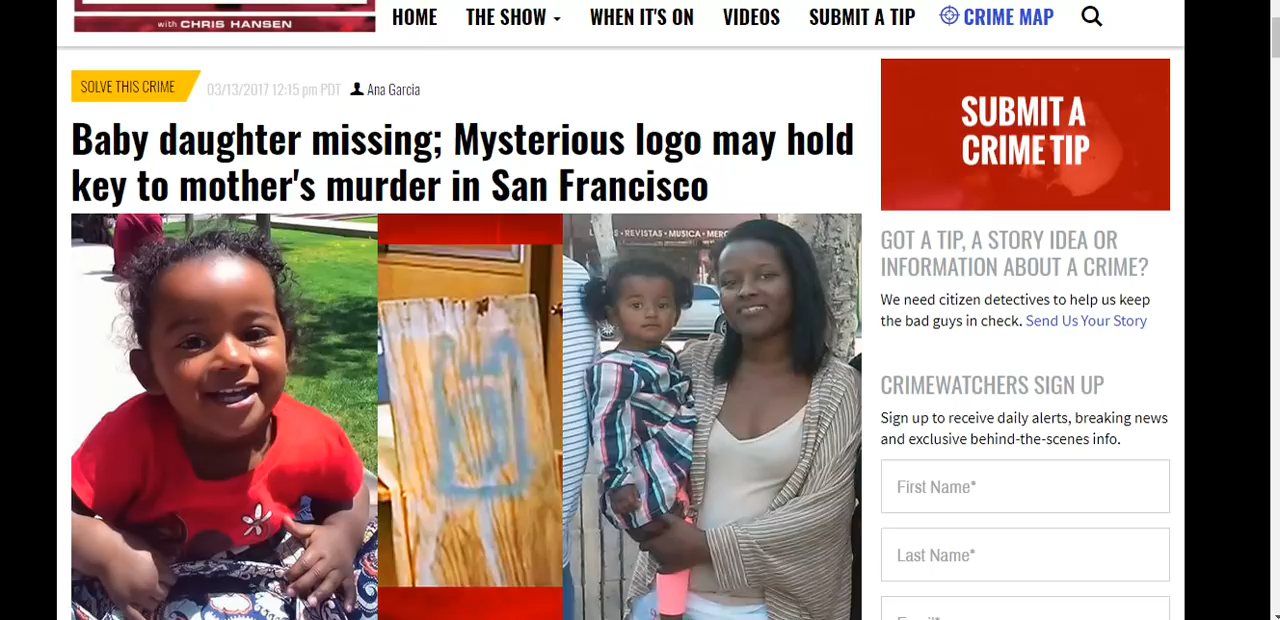 with CHRIS HANSEN
HOME THE SHOW WHEN IT'S ON VIDEOS SUBMIT A TIP CRIME MAP
SOLVE THIS CRIME 03/13/2017 12:15 pm PDT Ana Garcia
Baby daughter missing; Mysterious logo may hold
key to mother's murder in San Francisco
REVISTAS • MUSICA •
SUBMIT A
CRIME TIP
GOT A TIP, A STORY IDEA OR
INFORMATION ABOUT A CRIME?
We need citizen detectives to help us keep
the bad guys in check. Send Us Your Story
CRIMEWATCHERS SIGN UP
Sign up to receive daily alerts, breaking news
and exclusive behind-the-scenes info.
First Name*
Last Name*